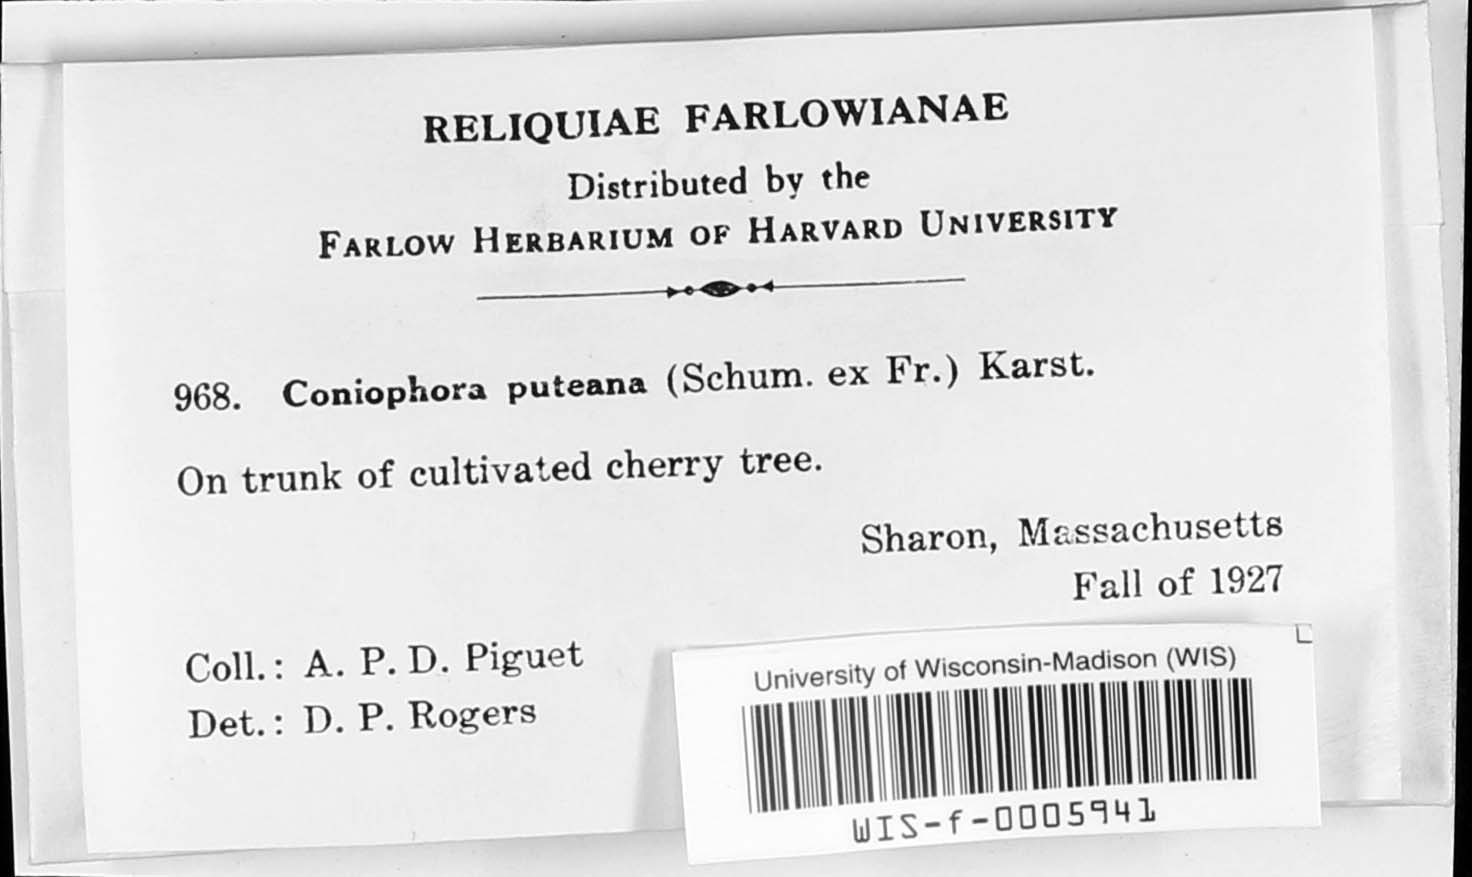 RELIQUIAE FARLOWIANAE
Distributed by the
FARLOW HERBARIUM OF HARVARD UNIVERSITY
968. Coniophora puteana (Schum. ex Fr.) Karst.
On trunk of cultivated cherry tree.
Sharon, Massachusetts
Fall of 1927
Coll.: A. P. D. Piguet
Det.: D. P. Rogers
University of Wisconsin-Madison (WIS)
WIS-f-0005941